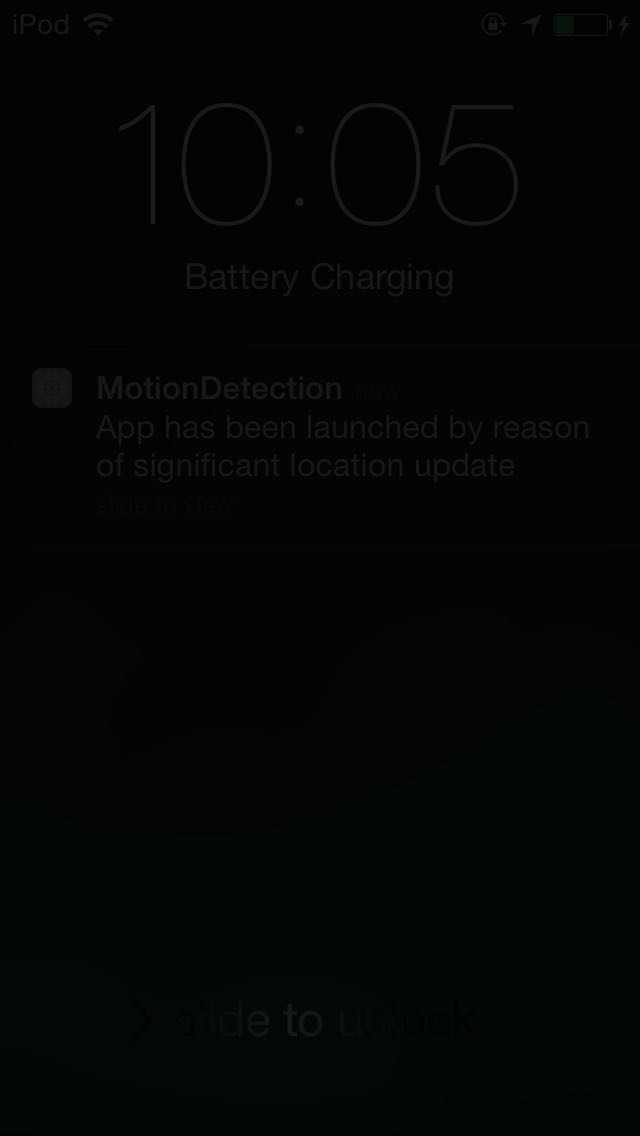 iPod
10:05
Battery Charging
MotionDetection now
App has been launched by reason
of significant location update
slide to view
slide to unlock